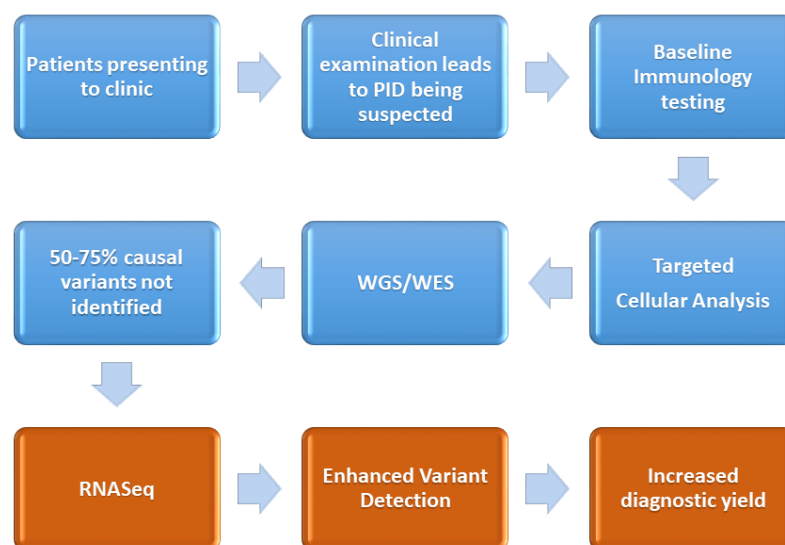 Patients presenting
to clinic
Clinical
examination leads
to PID being
suspected
Baseline
Immunology
testing
Targeted
Cellular Analysis
WGS/WES
50-75% causal
variants not
identified
RNASeq
Enhanced Variant
Detection
Increased
diagnostic yield